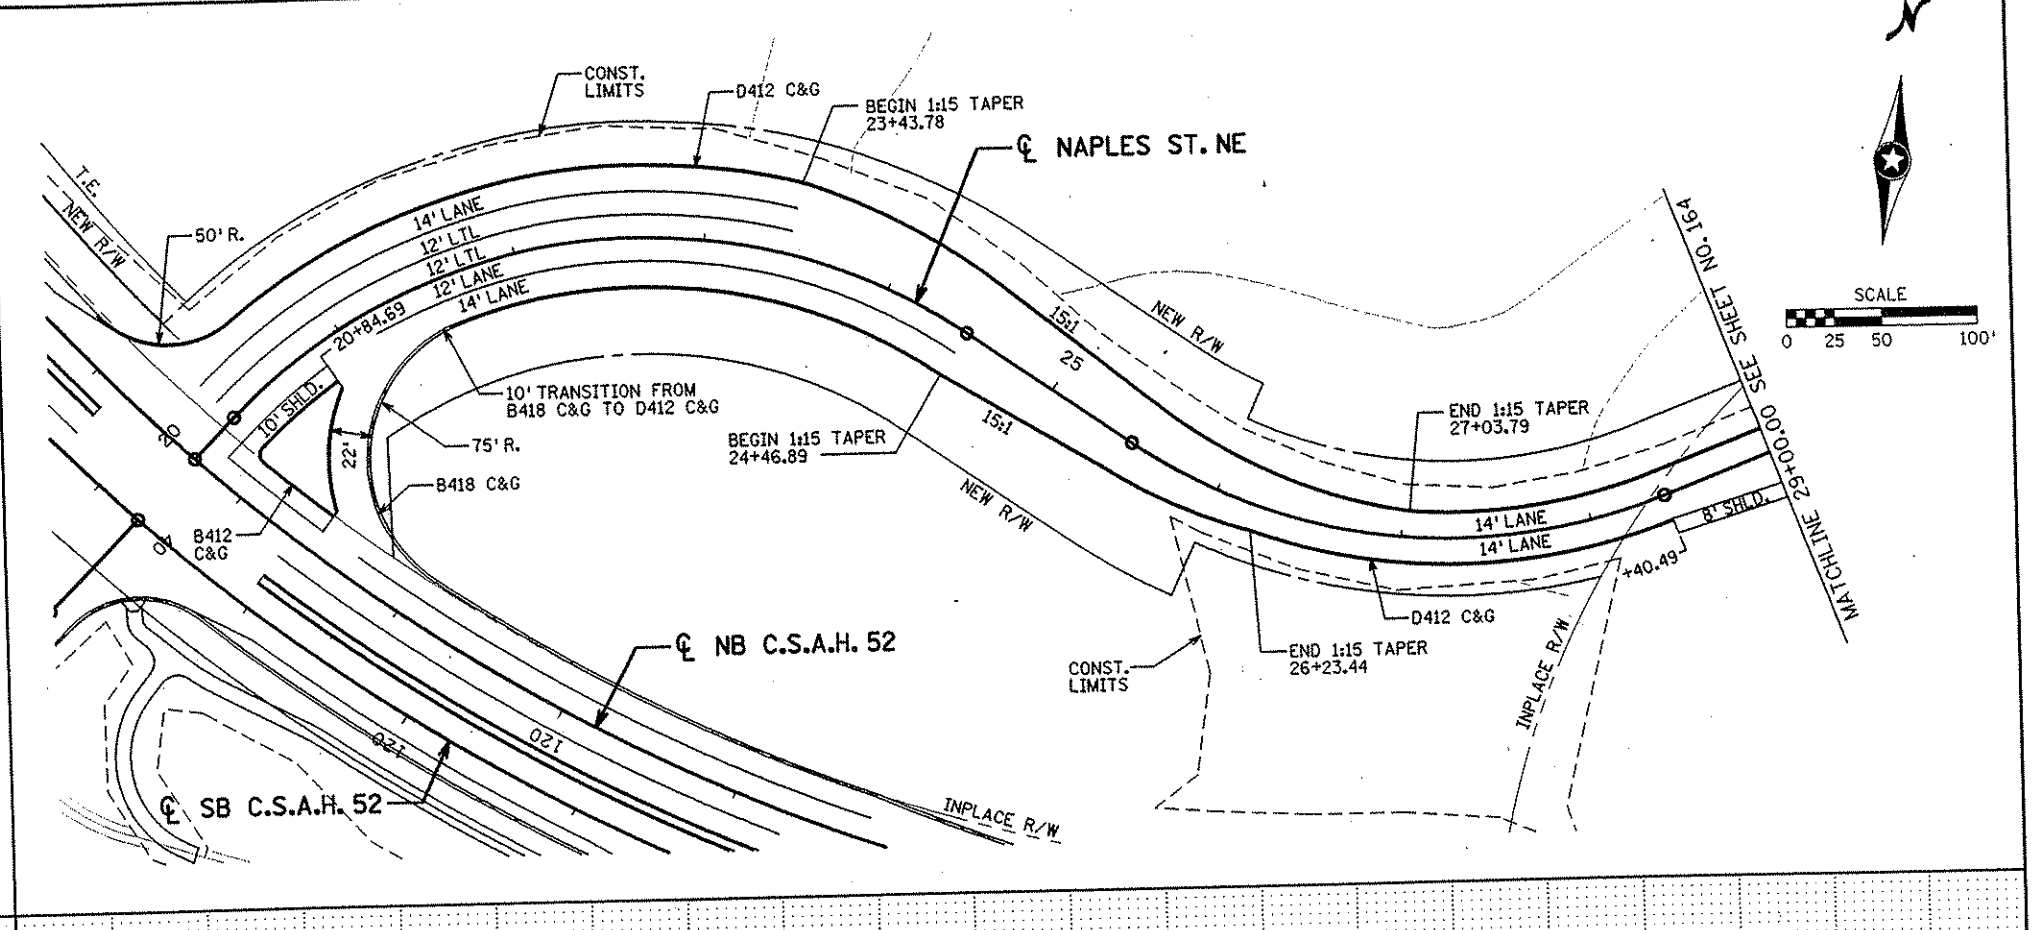 N
CONST.
LIMITS
D412 C&G
BEGIN 1:15 TAPER
23+43.78
℄ NAPLES ST. NE
T.E.
NEW R/W
50' R.
14' LANE
12' LTL
12' LTL
12' LANE
14' LANE
20+84.69
15:1
25
NEW R/W
MATCHLINE 29+00.00 SEE SHEET NO. 164
SCALE
0 25 50 100'
10' SHLD.
10' TRANSITION FROM
B418 C&G TO D412 C&G
20
22'
75' R.
B418 C&G
BEGIN 1:15 TAPER
24+46.89
15:1
NEW R/W
END 1:15 TAPER
27+03.79
14' LANE
14' LANE
8' SHLD.
+40.49
B412
C&G
D412 C&G
END 1:15 TAPER
26+23.44
CONST.
LIMITS
INPLACE R/W
℄ NB C.S.A.H. 52
120
120
℄ SB C.S.A.H. 52
INPLACE R/W